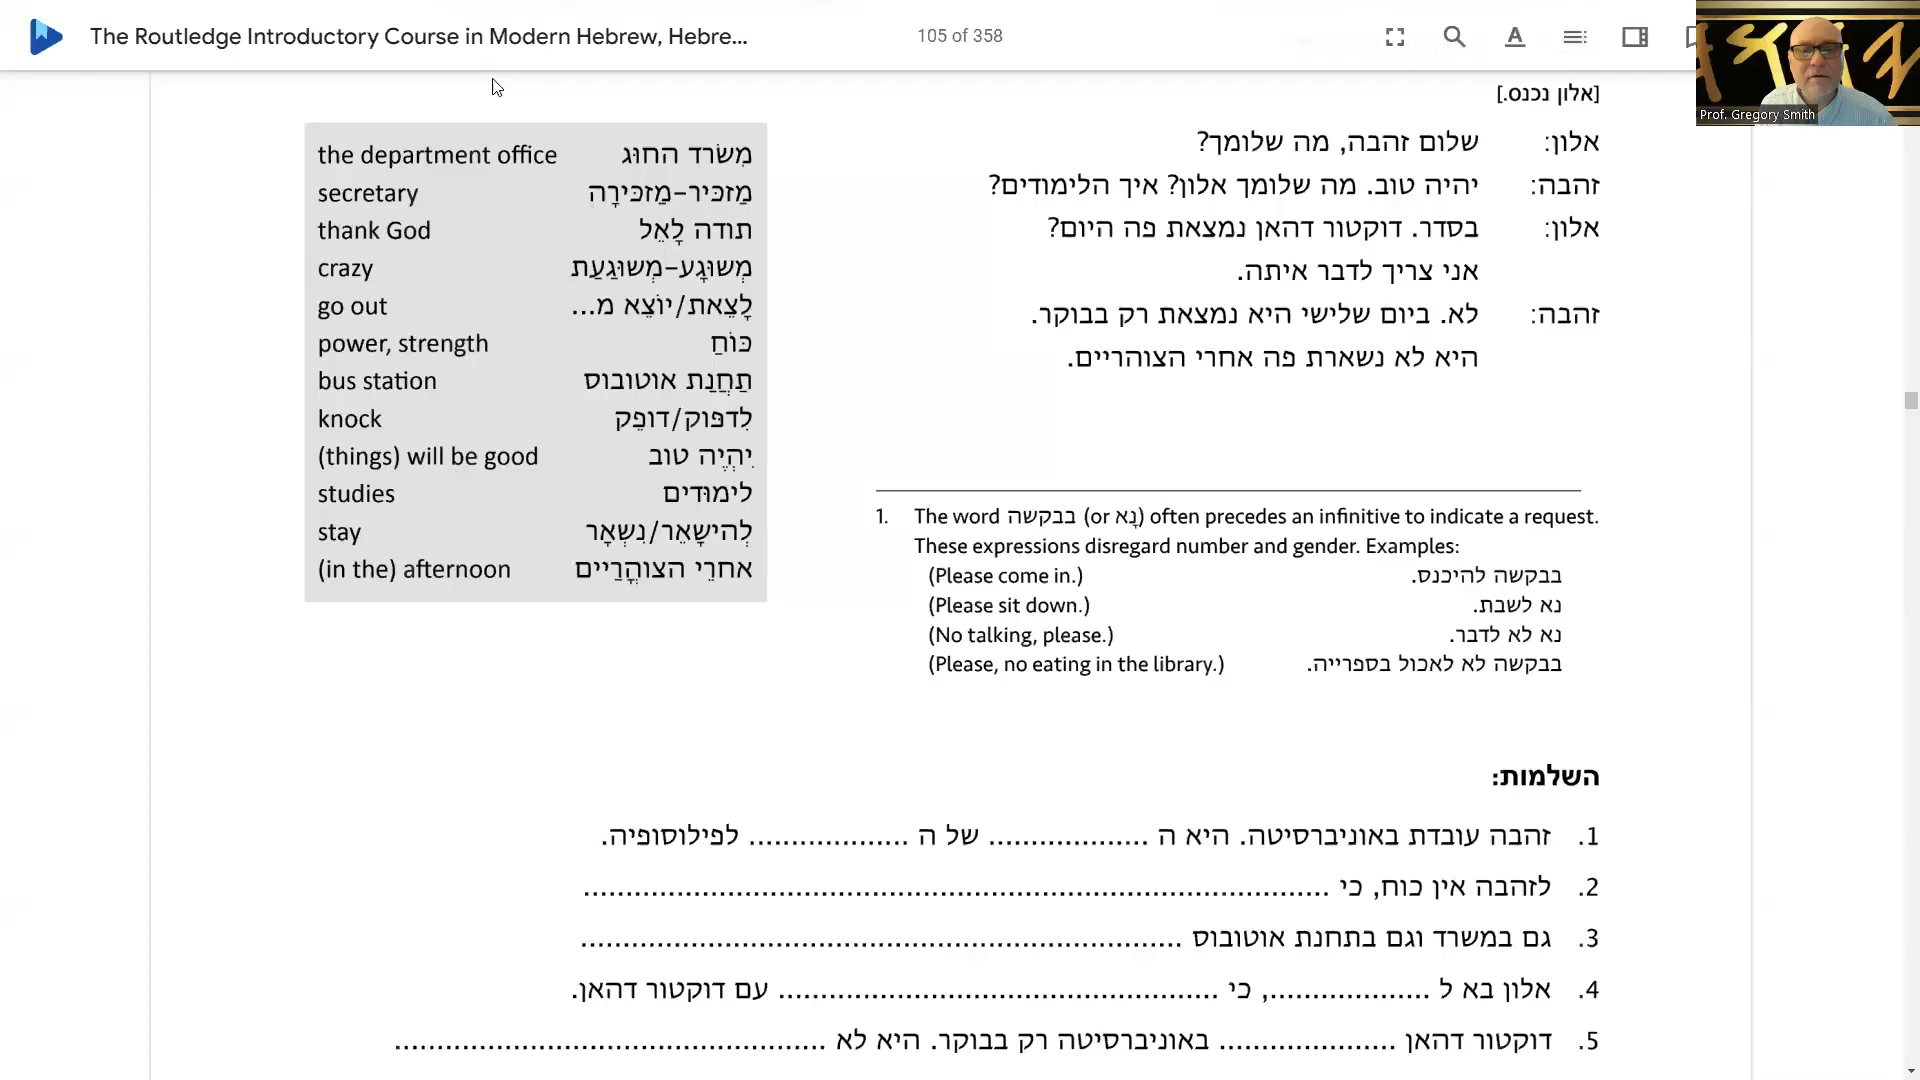 The Routledge Introductory Course in Modern Hebrew, Hebre...
105 of 358
Prof. Gregory Smith
[אלון נכנס.]
אלון: שלום זהבה, מה שלומך?
זהבה: יהיה טוב. מה שלומך אלון? איך הלימודים?
אלון: בסדר. דוקטור דהאן נמצאת פה היום?
אני צריך לדבר איתה.
זהבה: לא. ביום שלישי היא נמצאת רק בבוקר.
היא לא נשארת פה אחרי הצוהריים.
the department office מִשׂרד החוּג
secretary מַזכּיר–מַזכּירָה
thank God תודה לָאֵל
crazy מְשוּגָע–מְשוּגַעַת
go out לָצֵאת/יוֹצֵא מ...
power, strength כּוֹחַ
bus station תַחֲנַת אוטובוס
knock לִדפּוק/דופֵק
(things) will be good יִהְיֶה טוב
studies לימוּדים
stay לְהישָאֵר/נִשְאָר
(in the) afternoon אחרֵי הצוהֳרַיים
1. The word בבקשה (or נָא) often precedes an infinitive to indicate a request.
These expressions disregard number and gender. Examples:
(Please come in.) בבקשה להיכנס.
(Please sit down.) נא לשבת.
(No talking, please.) נא לא לדבר.
(Please, no eating in the library.) בבקשה לא לאכול בספרייה.
השלמות:
1. זהבה עובדת באוניברסיטה. היא ה ................... של ה ................... לפילוסופיה.
2. לזהבה אין כוח, כי .........................................................................................
3. גם במשרד וגם בתחנת אוטובוס ........................................................................
4. אלון בא ל ..................., כי ..................................................... עם דוקטור דהאן.
5. דוקטור דהאן ..................... באוניברסיטה רק בבוקר. היא לא ....................................................